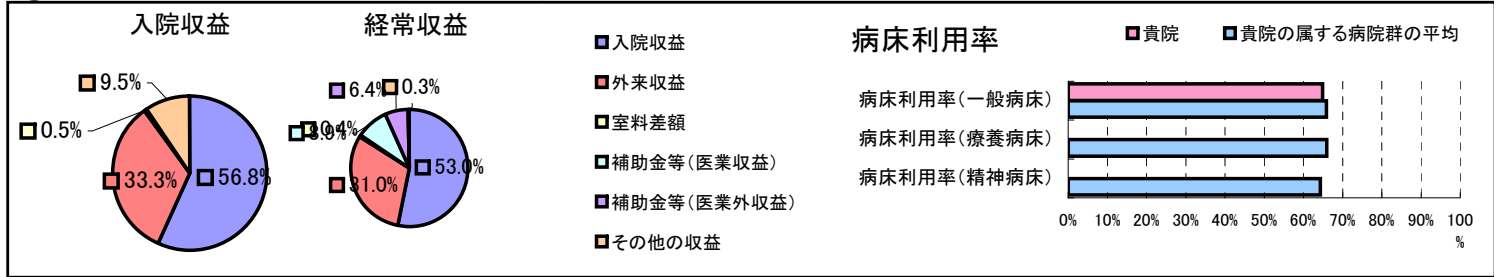 入院収益
9.5%
0.5%
33.3%
56.8%
経常収益
6.4%
0.3%
0.4%
31.0%
53.0%
入院収益
外来収益
室料差額
補助金等(医業収益)
補助金等(医業外収益)
その他の収益
病床利用率
貴院
貴院の属する病院群の平均
病床利用率(一般病床)
病床利用率(療養病床)
病床利用率(精神病床)
0% 10% 20% 30% 40% 50% 60% 70% 80% 90% 100
%